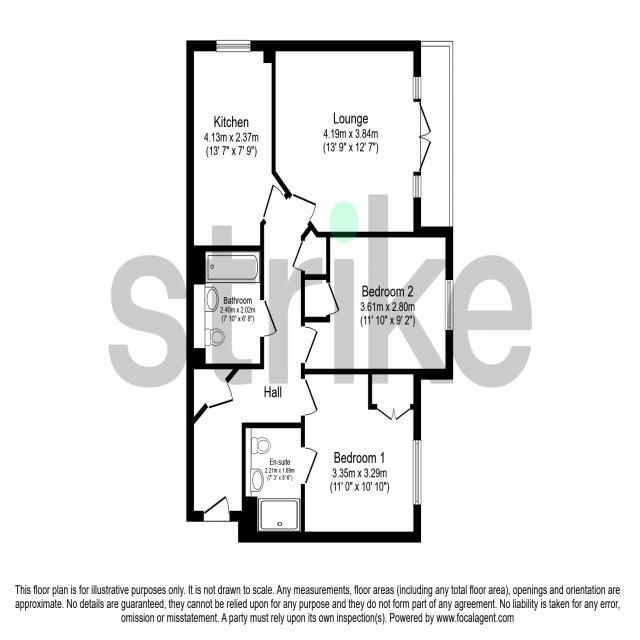 Kitchen
4.13m x 2.37m
(13' 7" x 7' 9")
Lounge
4.19m x 3.84m
(13' 9" x 12' 7")
strike
Bathroom
2.40m x 2.02m
(7' 10" x 6' 8")
Bedroom 2
3.61m x 2.80m
(11' 10" x 9' 2")
Hall
En-suite
2.21m x 1.69m
(7' 3" x 5' 6")
Bedroom 1
3.35m x 3.29m
(11' 0" x 10' 10")
This floor plan is for illustrative purposes only. It is not drawn to scale. Any measurements, floor areas (including any total floor area), openings and orientation are
approximate. No details are guaranteed, they cannot be relied upon for any purpose and they do not form part of any agreement. No liability is taken for any error,
omission or misstatement. A party must rely upon its own inspection(s). Powered by www.focalagent.com